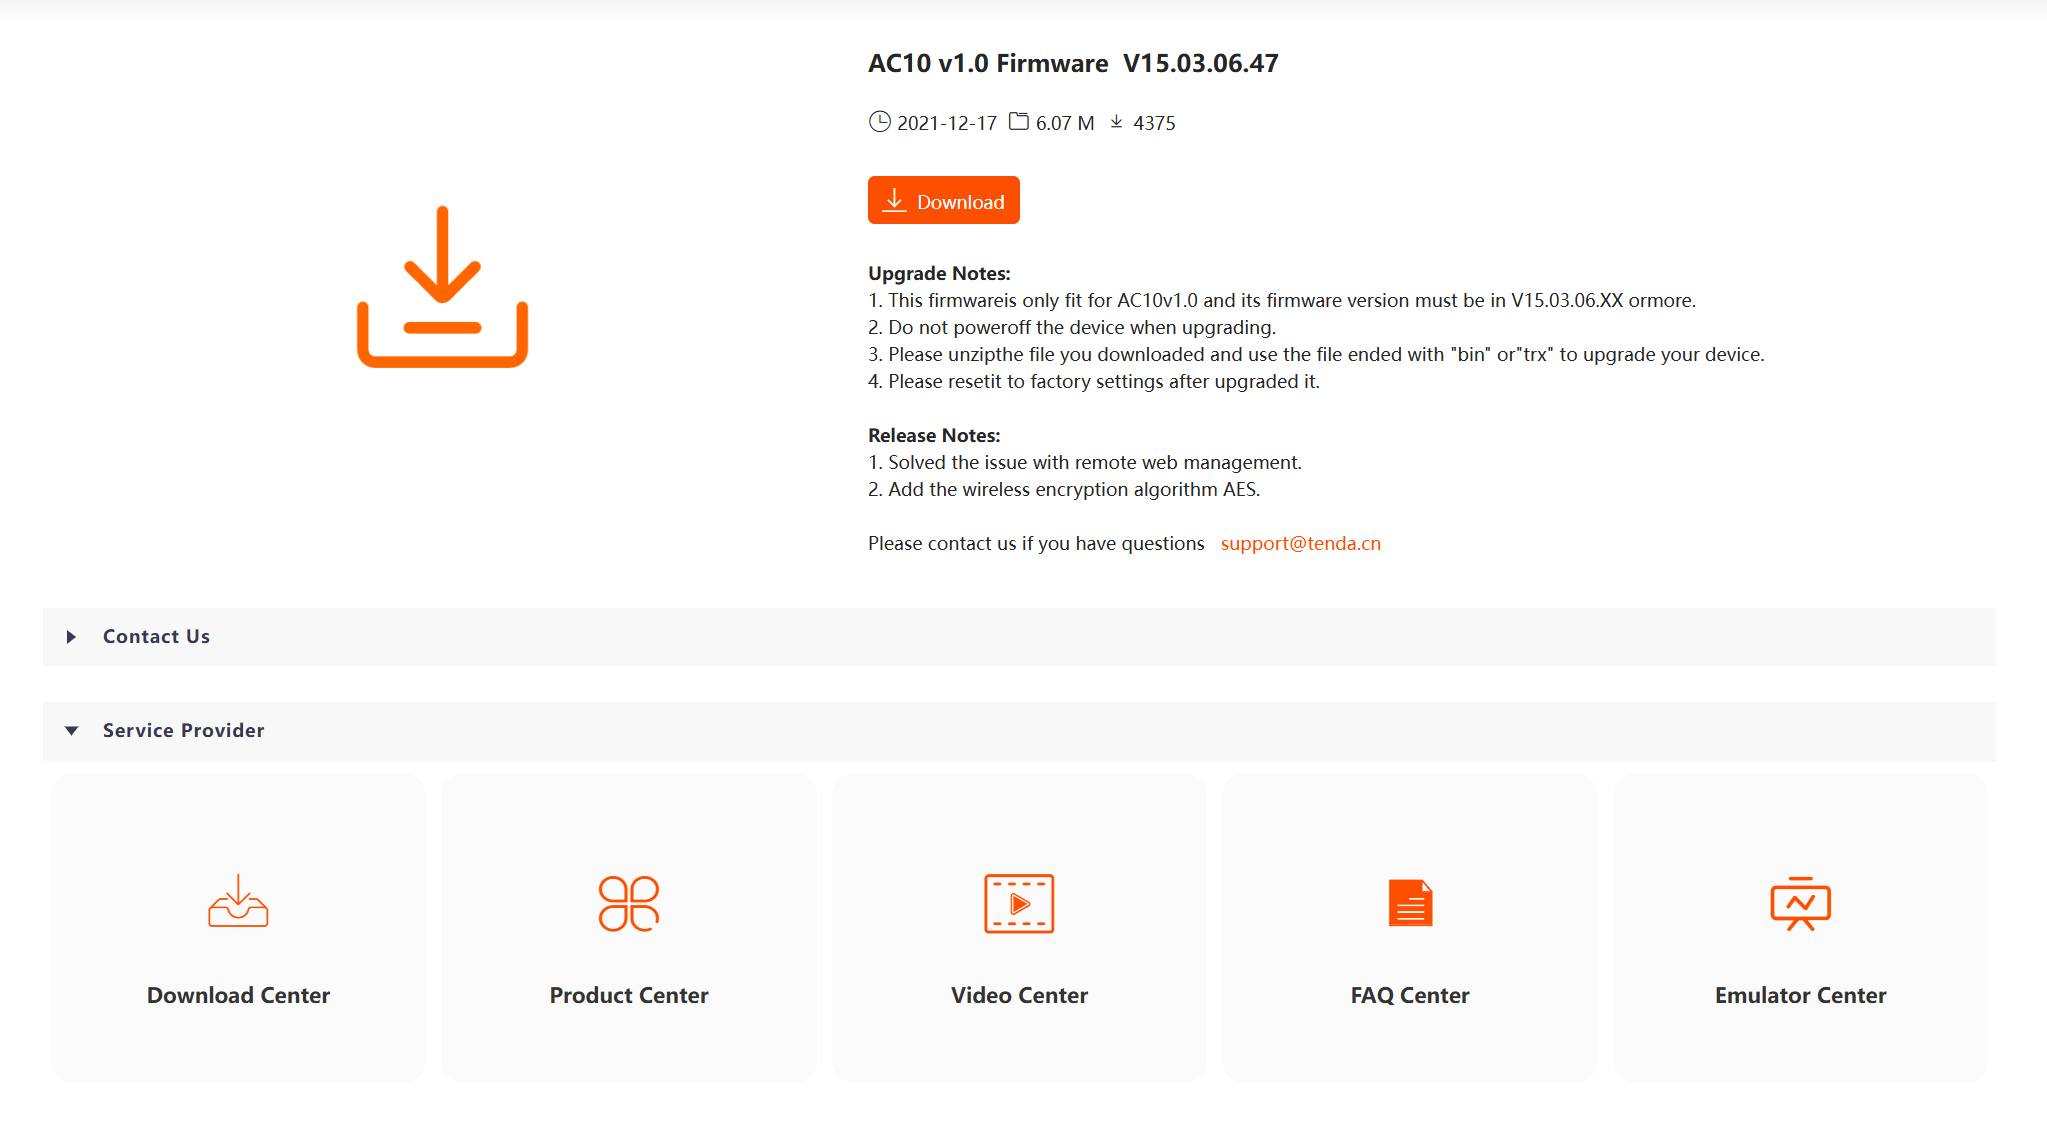 AC10 v1.0 Firmware  V15.03.06.47
2021-12-17 6.07 M 4375
Download
Upgrade Notes:
1. This firmwareis only fit for AC10v1.0 and its firmware version must be in V15.03.06.XX ormore.
2. Do not poweroff the device when upgrading.
3. Please unzipthe file you downloaded and use the file ended with "bin" or"trx" to upgrade your device.
4. Please resetit to factory settings after upgraded it.
Release Notes:
1. Solved the issue with remote web management.
2. Add the wireless encryption algorithm AES.
Please contact us if you have questions   support@tenda.cn
Contact Us
Service Provider
Download Center
Product Center
Video Center
FAQ Center
Emulator Center